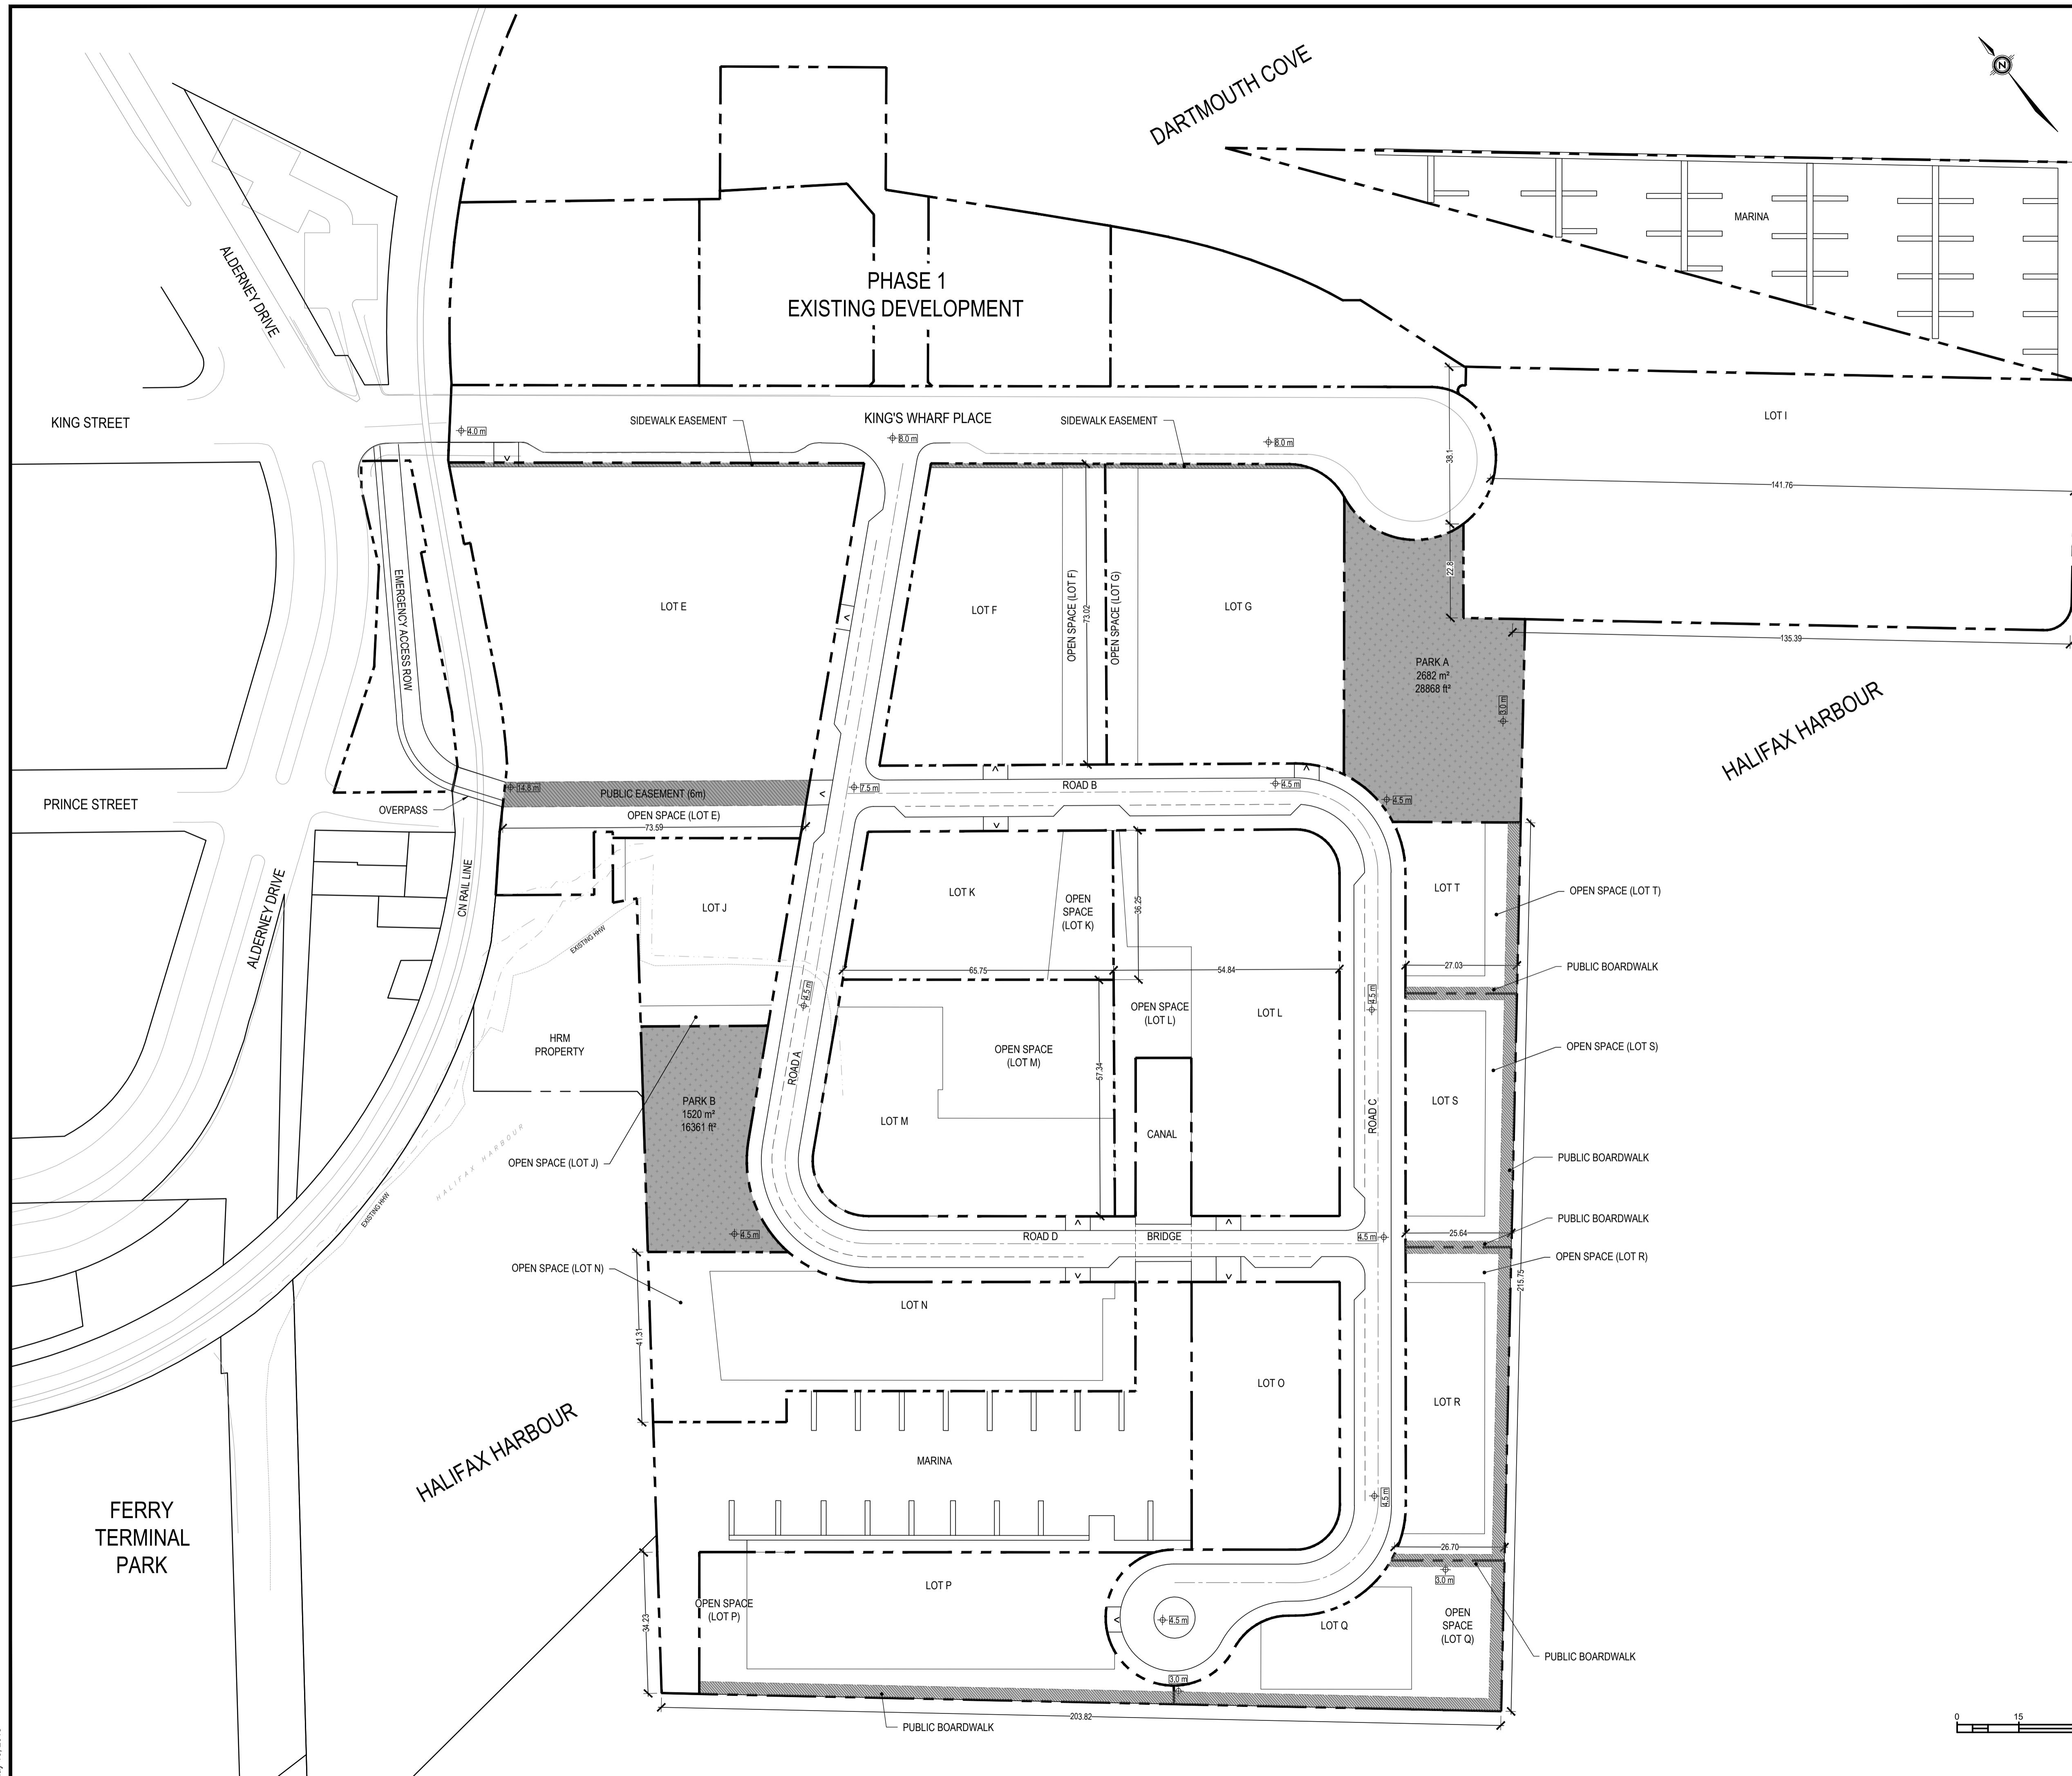 DARTMOUTH COVE
N
MARINA
ALDERNEY DRIVE
PHASE 1
EXISTING DEVELOPMENT
LOT I
KING STREET
SIDEWALK EASEMENT
KING'S WHARF PLACE
SIDEWALK EASEMENT
4.0 m
8.0 m
8.0 m
38.1
141.76
EMERGENCY ACCESS ROW
LOT E
LOT F
OPEN SPACE (LOT F)
73.02
OPEN SPACE (LOT G)
LOT G
22.8
135.39
PARK A
2682 m²
28868 ft²
3.0 m
HALIFAX HARBOUR
PRINCE STREET
OVERPASS
14.8 m
PUBLIC EASEMENT (6m)
OPEN SPACE (LOT E)
73.59
7.5 m
ROAD B
4.5 m
4.5 m
CN RAIL LINE
ALDERNEY DRIVE
LOT J
EXISTING HHW
LOT K
OPEN
SPACE
(LOT K)
36.25
LOT T
OPEN SPACE (LOT T)
65.75
54.84
27.03
PUBLIC BOARDWALK
4.5 m
4.5 m
HRM
PROPERTY
OPEN SPACE
(LOT M)
OPEN SPACE
(LOT L)
LOT L
OPEN SPACE (LOT S)
ROAD A
57.34
PARK B
1520 m²
16361 ft²
LOT M
CANAL
ROAD C
LOT S
HALIFAX HARBOUR
OPEN SPACE (LOT J)
PUBLIC BOARDWALK
EXISTING HHW
4.5 m
ROAD D
BRIDGE
4.5 m
25.64
PUBLIC BOARDWALK
OPEN SPACE (LOT R)
OPEN SPACE (LOT N)
LOT N
215.75
41.31
LOT O
LOT R
HALIFAX HARBOUR
MARINA
4.5 m
FERRY
TERMINAL
PARK
26.70
3.0 m
LOT P
OPEN SPACE
(LOT P)
34.23
4.5 m
LOT Q
OPEN
SPACE
(LOT Q)
PUBLIC BOARDWALK
3.0 m
203.82
PUBLIC BOARDWALK
0 15